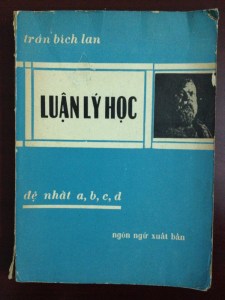 trần bích lan
LUẬN LÝ HỌC
đệ nhất a, b, c, d
ngôn ngữ xuất bản